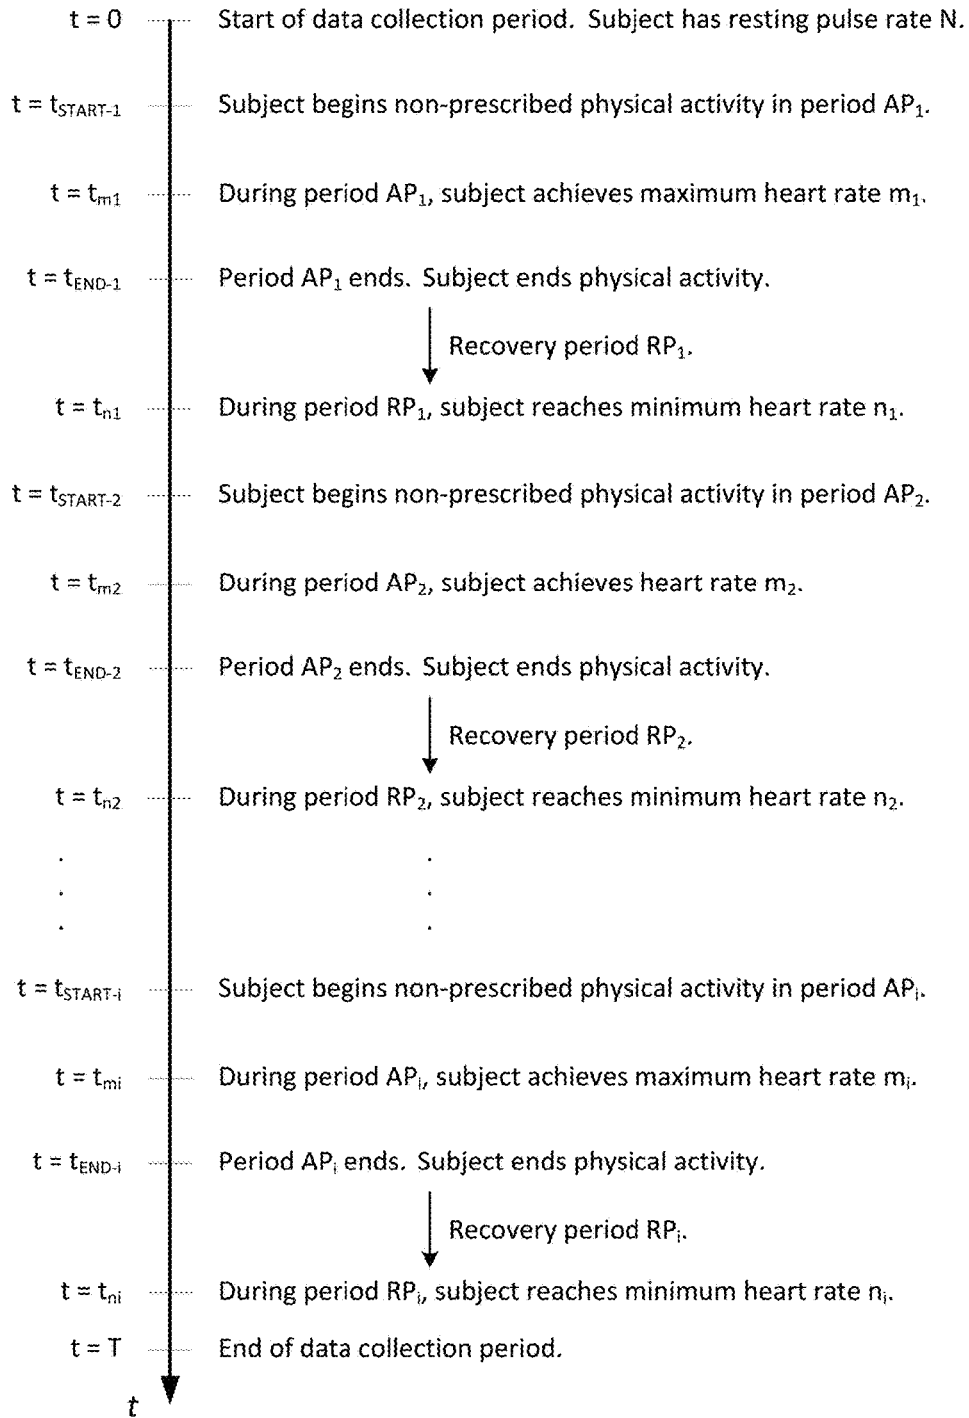 t = 0 Start of data collection period. Subject has resting pulse rate N.
t = tSTART-1 Subject begins non-prescribed physical activity in period AP1.
t = tm1 During period AP1, subject achieves maximum heart rate m1.
t = tEND-1 Period AP1 ends. Subject ends physical activity.
Recovery period RP1.
t = tn1 During period RP1, subject reaches minimum heart rate n1.
t = tSTART-2 Subject begins non-prescribed physical activity in period AP2.
t = tm2 During period AP2, subject achieves heart rate m2.
t = tEND-2 Period AP2 ends. Subject ends physical activity.
Recovery period RP2.
t = tn2 During period RP2, subject reaches minimum heart rate n2.
. .
. .
. .
t = tSTART-i Subject begins non-prescribed physical activity in period APi.
t = tmi During period APi, subject achieves maximum heart rate mi.
t = tEND-i Period APi ends. Subject ends physical activity.
Recovery period RPi.
t = tni During period RPi, subject reaches minimum heart rate ni.
t = T End of data collection period.
t